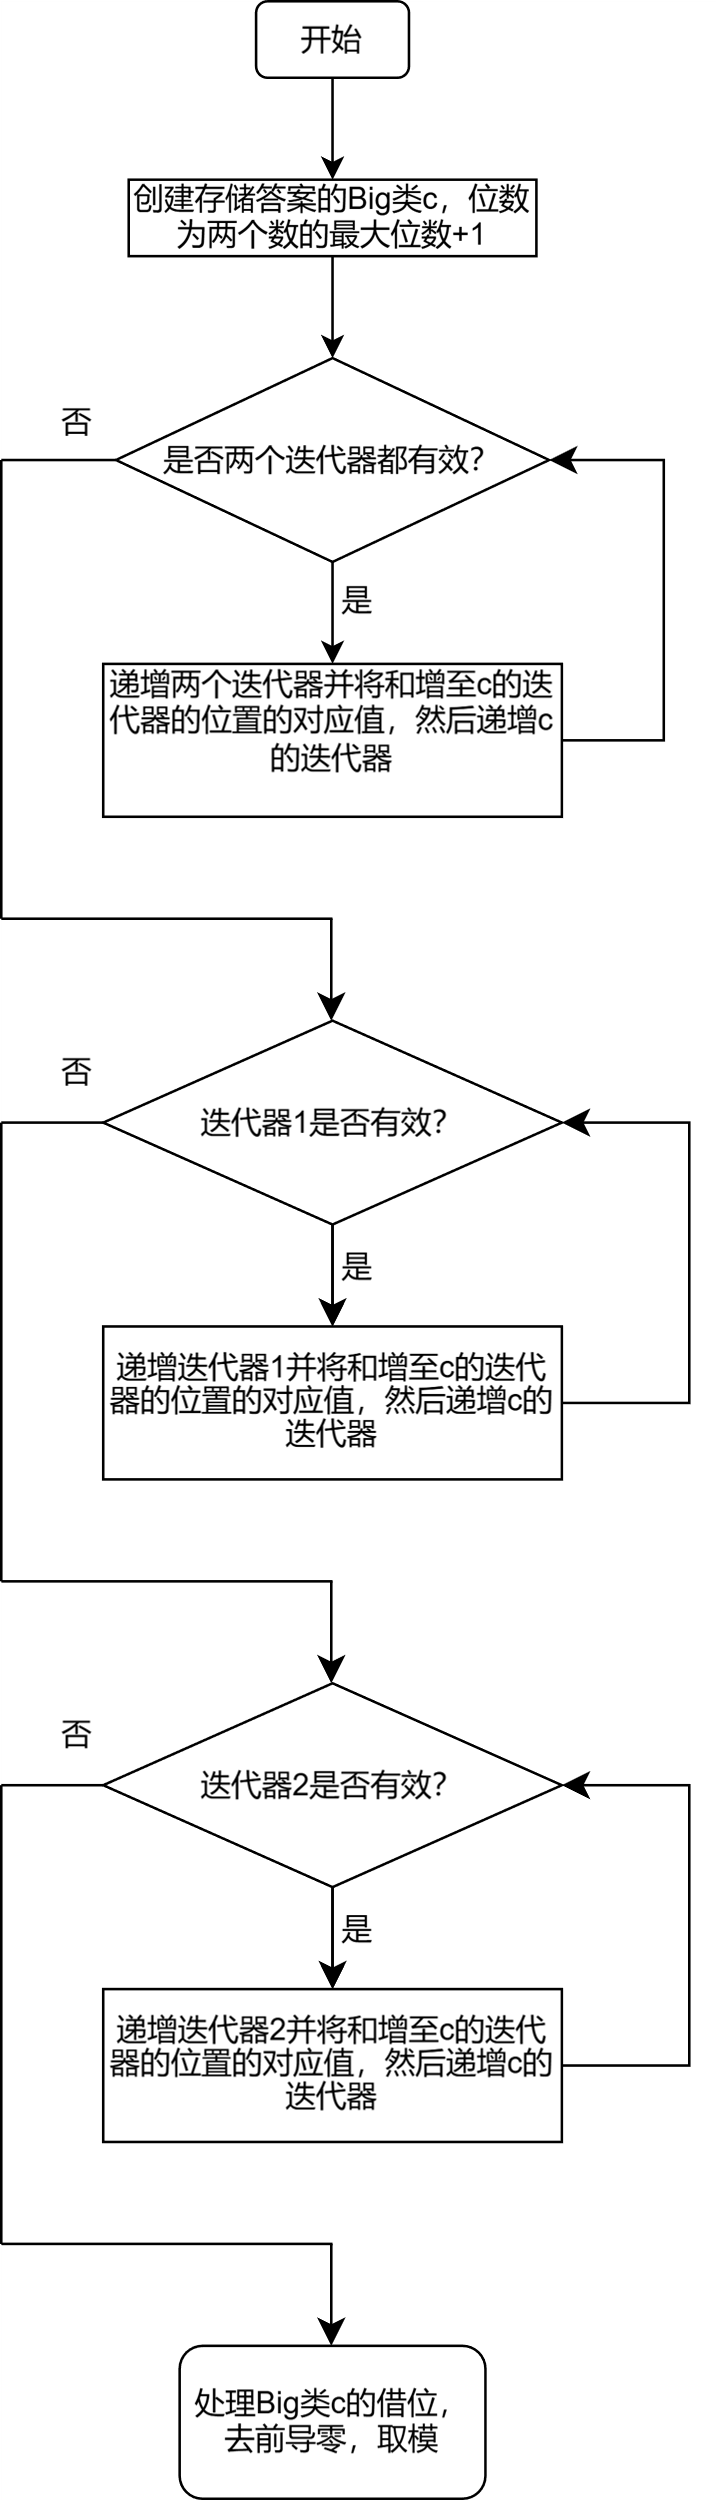 开始
创建存储答案的Big类c，位数
为两个数的最大位数+1
否
是否两个迭代器都有效？
是
递增两个迭代器并将和增至c的迭
代器的位置的对应值，然后递增c
的迭代器
否
迭代器1是否有效？
是
递增迭代器1并将和增至c的迭代
器的位置的对应值，然后递增c的
迭代器
否
迭代器2是否有效？
是
递增迭代器2并将和增至c的迭代
器的位置的对应值，然后递增c的
迭代器
处理Big类c的借位，
去前导零，取模